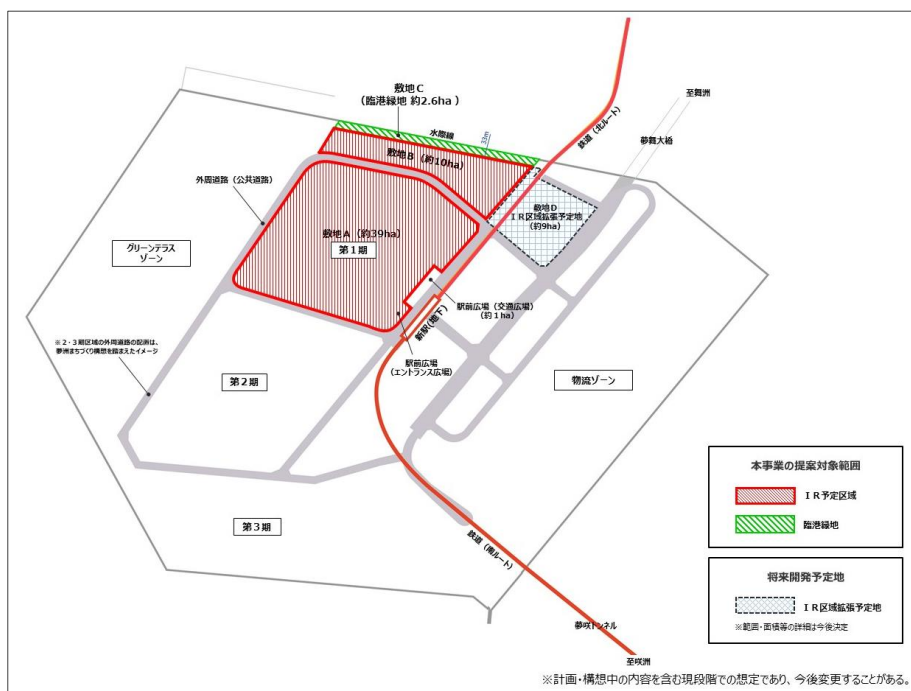 敷地C
(臨港緑地 約2.6ha )
水際線
33m
鉄道(北ルート)
至舞洲
夢舞大橋
敷地B(約10ha)
外周道路(公共道路)
敷地D
IR区域拡張予定地
(約9ha)
敷地A(約39ha)
第1期
グリーンテラス
ゾーン
駅前広場(交通広場)
(約1ha)
新駅(地下)
※2・3期区域の外周道路の配置は、
夢洲まちづくり構想を踏まえたイメージ
駅前広場
(エントランス広場)
第2期
物流ゾーン
第3期
鉄道(南ルート)
夢咲トンネル
至咲洲
本事業の提案対象範囲
IR予定区域
臨港緑地
将来開発予定地
IR区域拡張予定地
※範囲・面積等の詳細は今後決定
※計画・構想中の内容を含む現段階での想定であり、今後変更することがある。